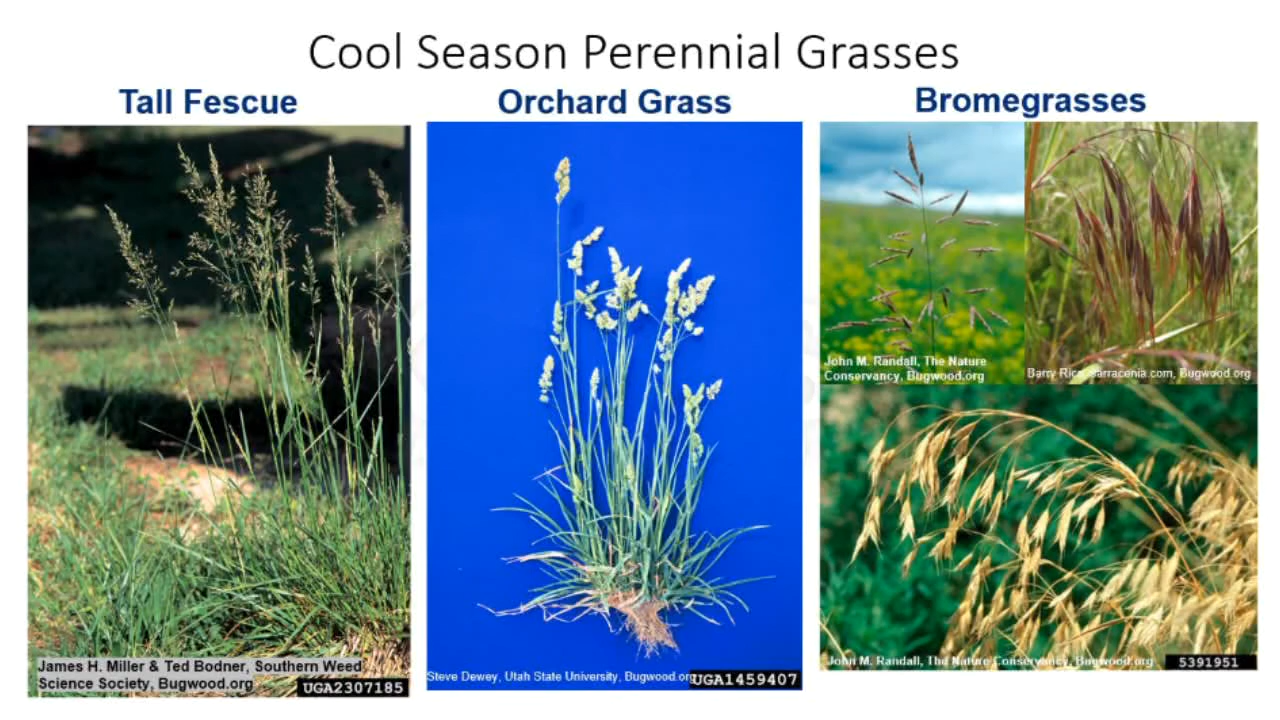 Cool Season Perennial Grasses
Tall Fescue
Orchard Grass
Bromegrasses
James H. Miller & Ted Bodner, Southern Weed
Science Society, Bugwood.org
UGA2307185
Steve Dewey, Utah State University, Bugwood.org
UGA1459407
John M. Randall, The Nature
Conservancy, Bugwood.org
Barry Rice, sarracenia.com, Bugwood.org
John M. Randall, The Nature Conservancy, Bugwood.org
5391951